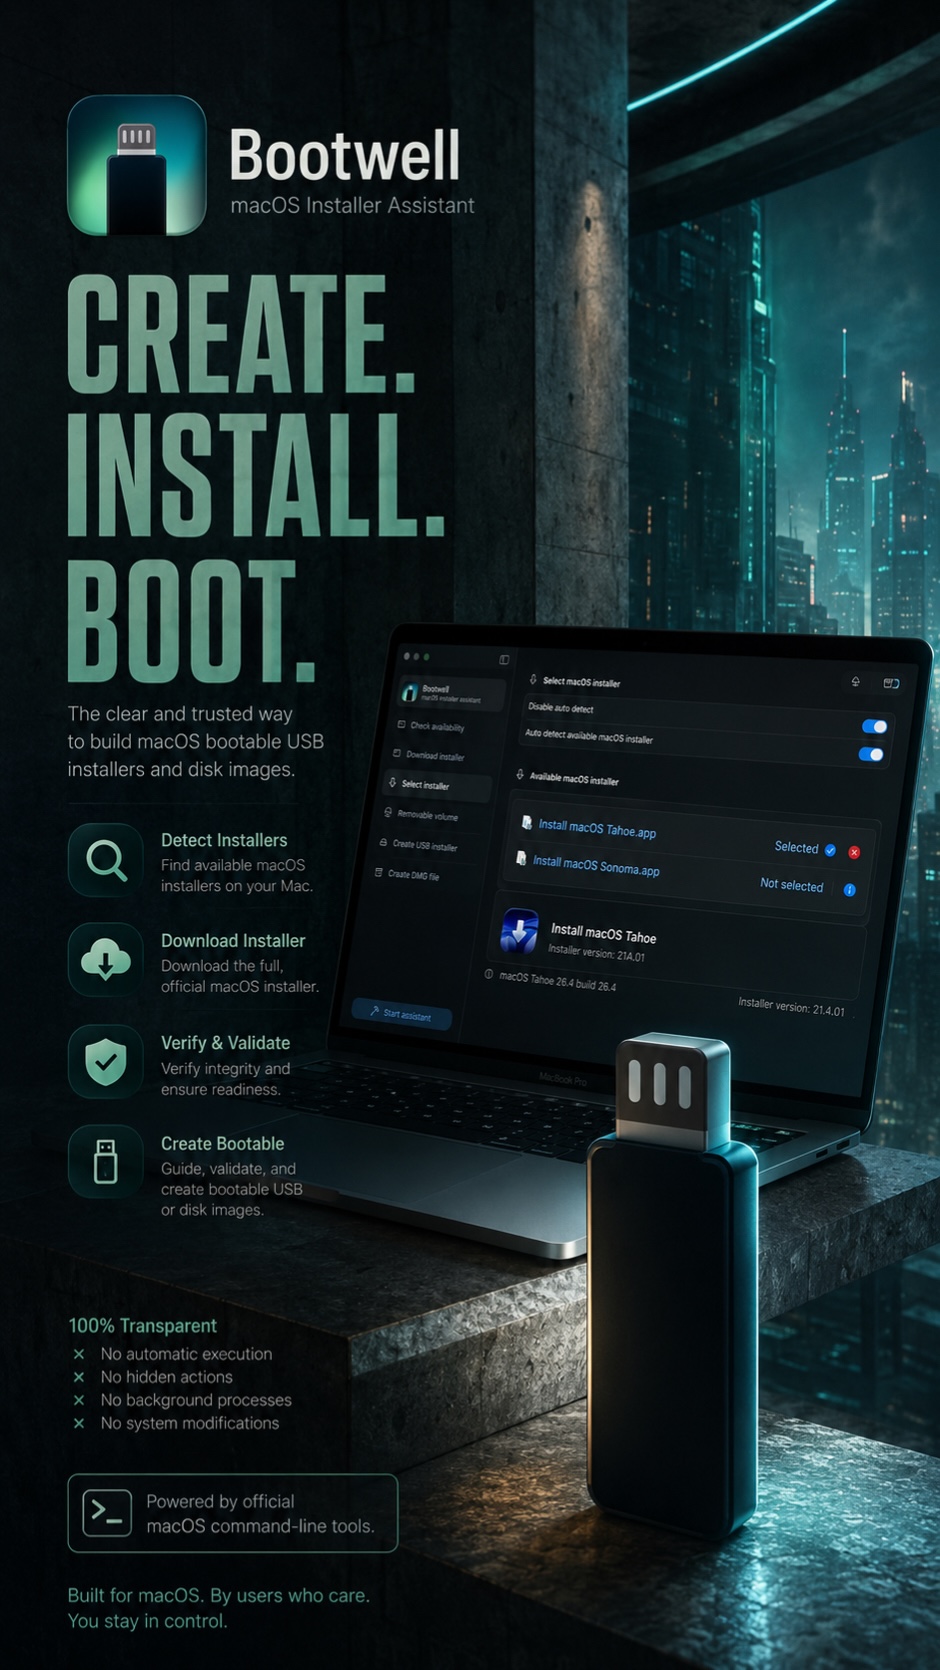 Bootwell
macOS Installer Assistant
CREATE.
INSTALL.
BOOT.
The clear and trusted way
to build macOS bootable USB
installers and disk images.
Detect Installers
Find available macOS
installers on your Mac.
Download Installer
Download the full,
official macOS installer.
Verify & Validate
Verify integrity and
ensure readiness.
Create Bootable
Guide, validate, and
create bootable USB
or disk images.
100% Transparent
× No automatic execution
× No hidden actions
× No background processes
× No system modifications
>_
Powered by official
macOS command-line tools.
Built for macOS. By users who care.
You stay in control.
Bootwell
macOS installer assistant
Check availability
Download installer
Select installer
Removable volume
Create USB installer
Create DMG file
Start assistant
Select macOS installer
Disable auto detect
Auto detect available macOS installer
Available macOS installer
Install macOS Tahoe.app
Selected
Install macOS Sonoma.app
Not selected
Install macOS Tahoe
Installer version: 21A.01
macOS Tahoe 26.4 build 26.4
Installer version: 21.4.01
MacBook Pro